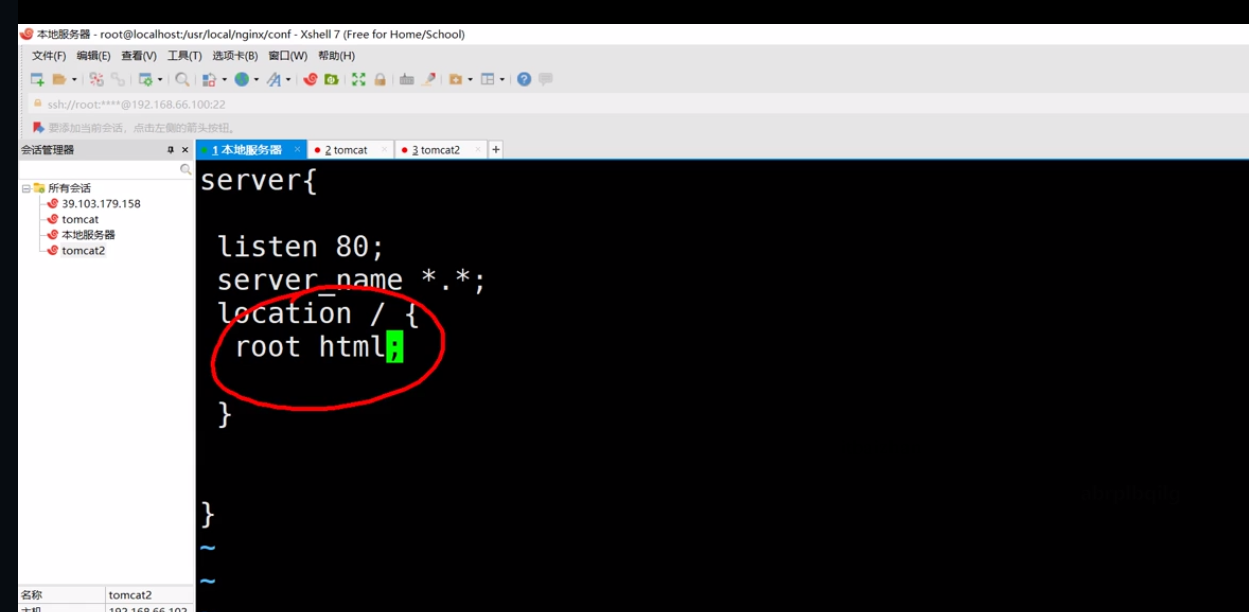 本地服务器 - root@localhost:/usr/local/nginx/conf - Xshell 7 (Free for Home/School)
文件(F) 编辑(E) 查看(V) 工具(T) 选项卡(B) 窗口(W) 帮助(H)
ssh://root:****@192.168.66.100:22
要添加当前会话，点击左侧的箭头按钮。
会话管理器
1 本地服务器
2 tomcat
3 tomcat2
所有会话
39.103.179.158
tomcat
本地服务器
tomcat2
server{
listen 80;
server_name *.*;
location / {
root html;
}
}
~
~
名称 tomcat2
主机 192.168.66.102